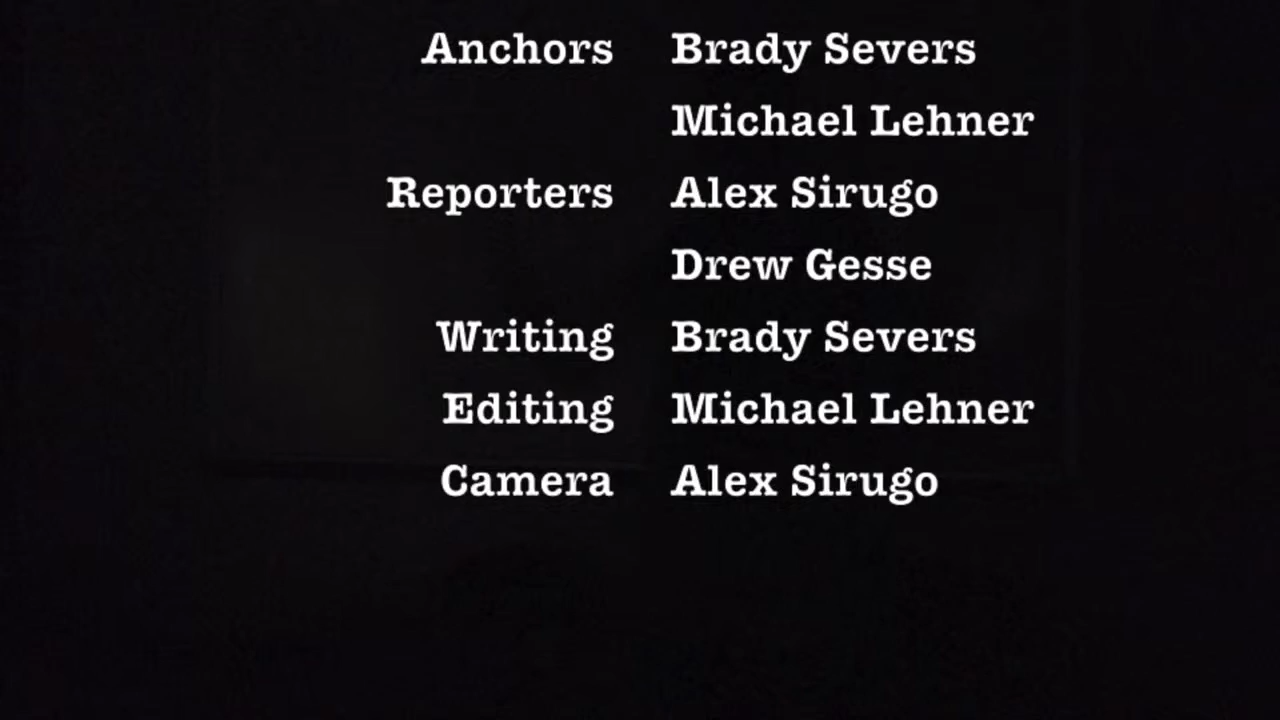 Anchors Brady Severs
Michael Lehner
Reporters Alex Sirugo
Drew Gesse
Writing Brady Severs
Editing Michael Lehner
Camera Alex Sirugo